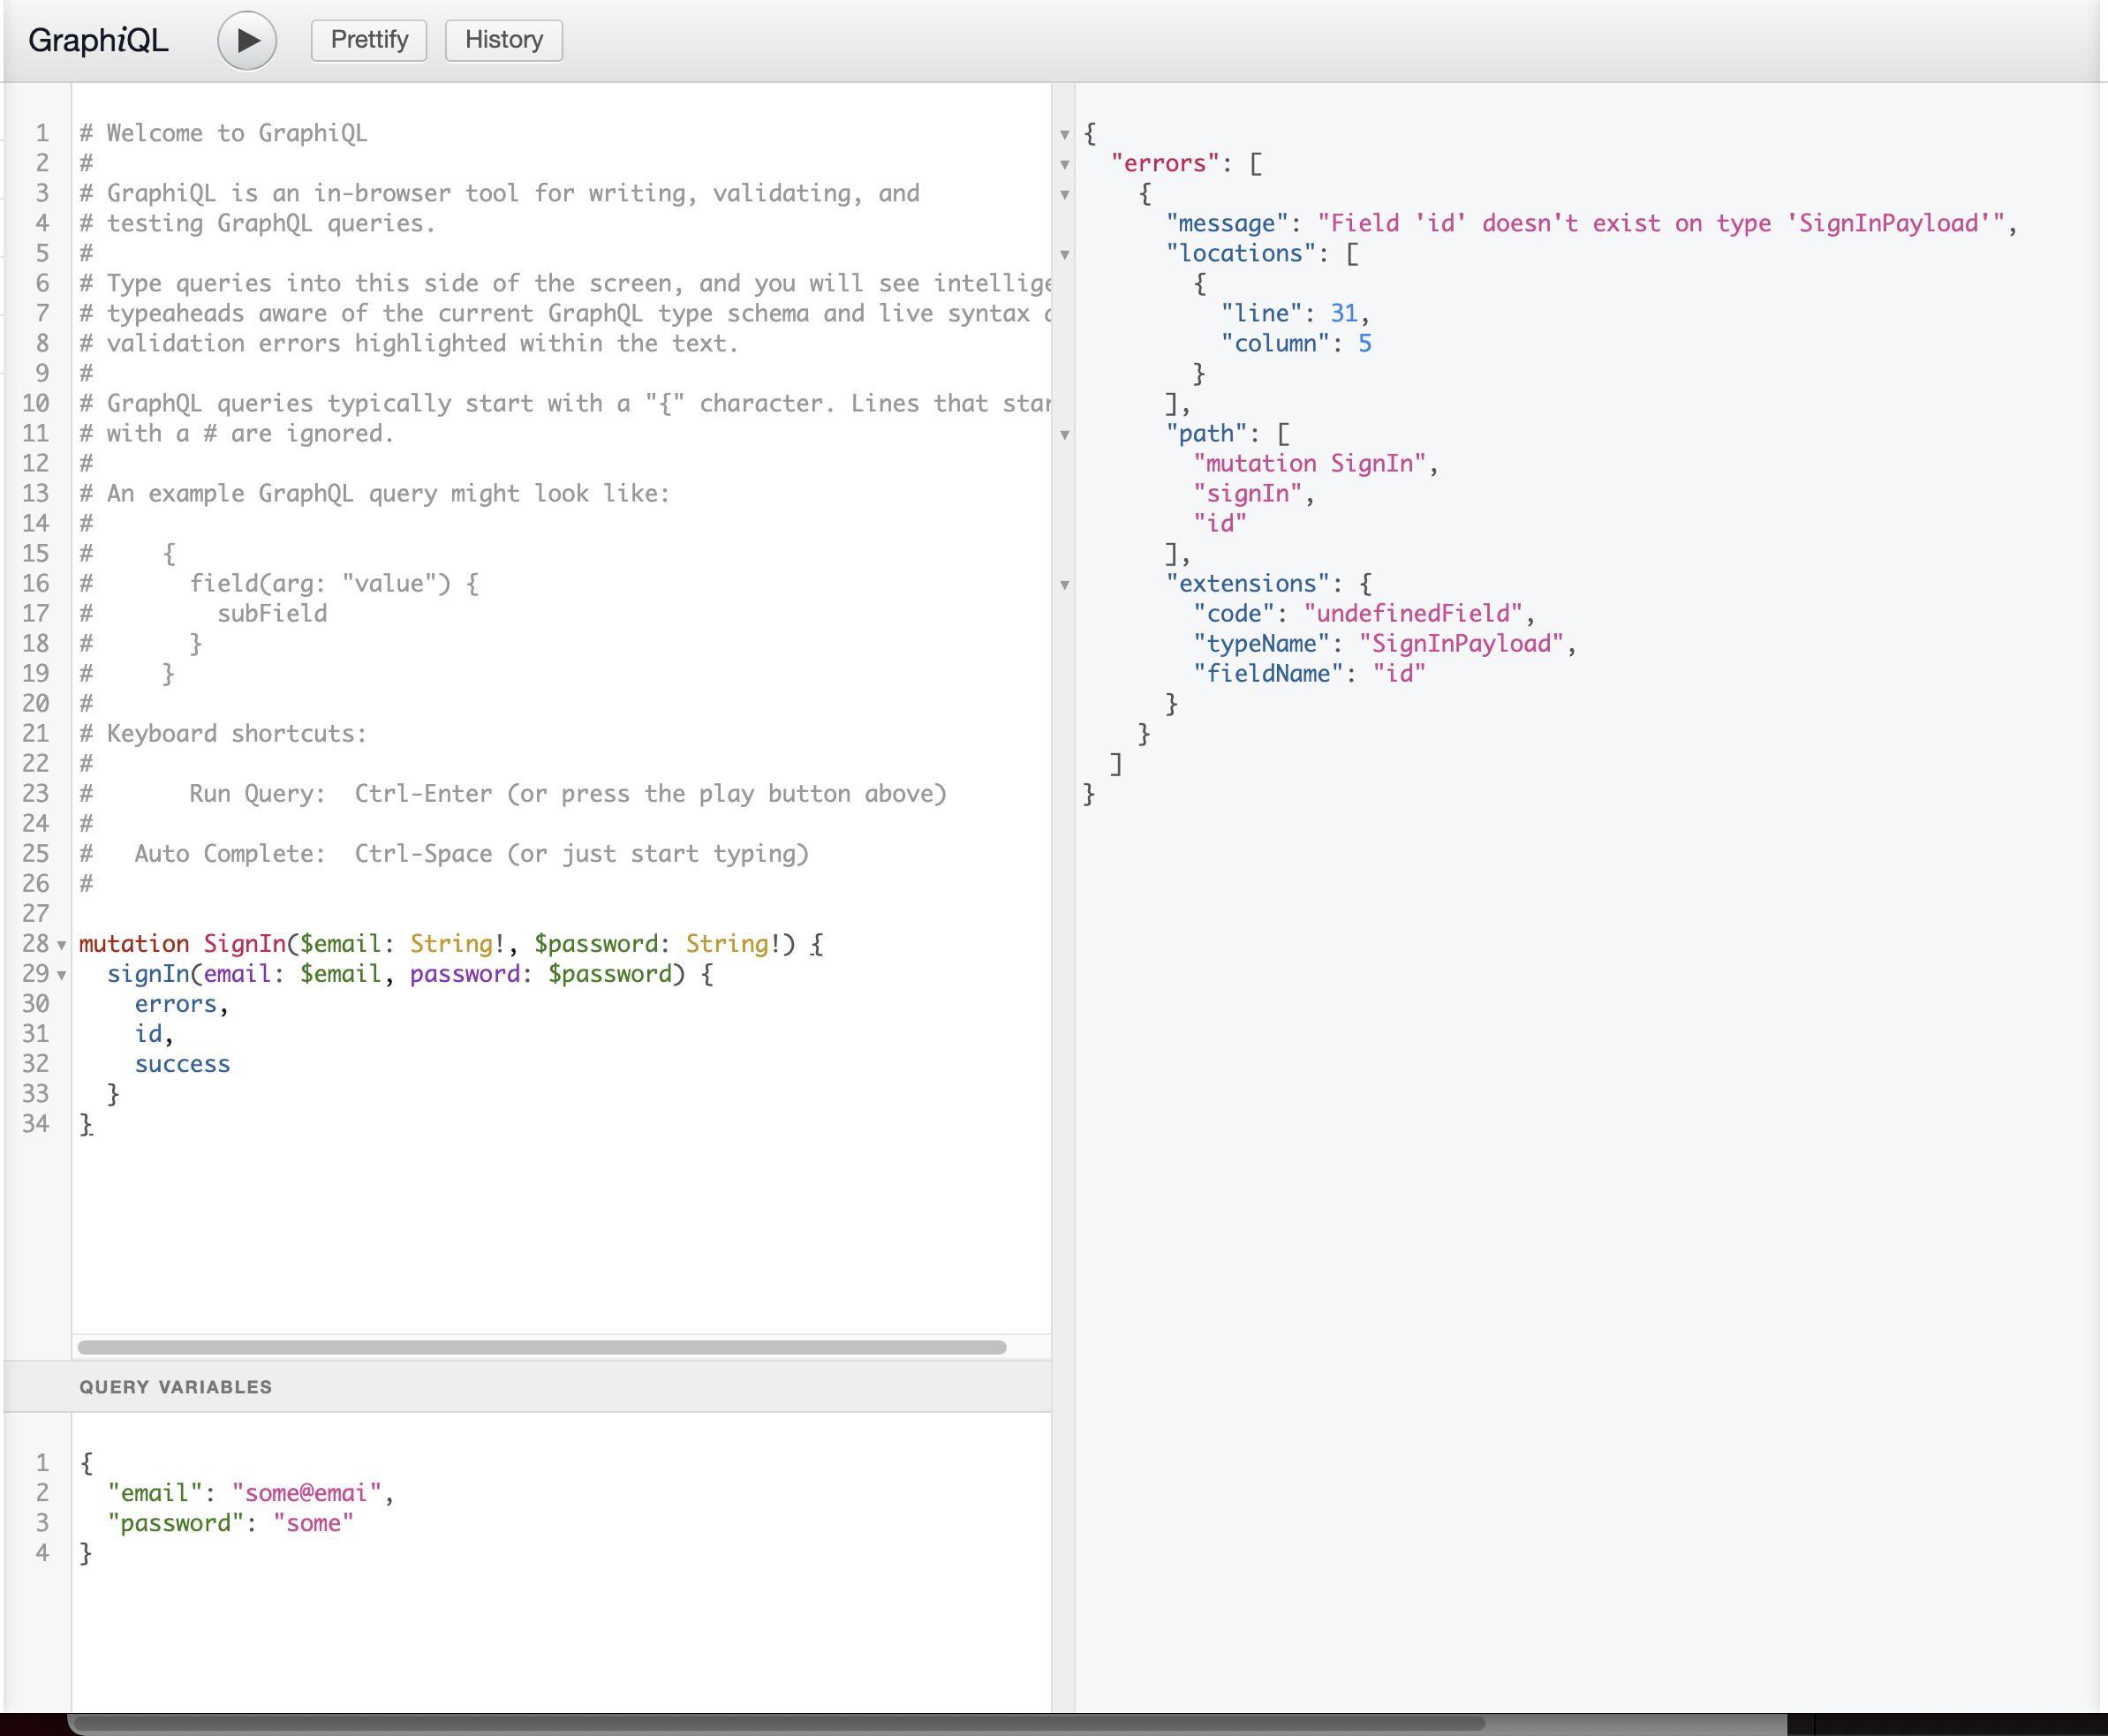 GraphiQL
Prettify
History
1 # Welcome to GraphiQL
2 #
3 # GraphiQL is an in-browser tool for writing, validating, and
4 # testing GraphQL queries.
5 #
6 # Type queries into this side of the screen, and you will see intellige
7 # typeaheads aware of the current GraphQL type schema and live syntax
8 # validation errors highlighted within the text.
9 #
10 # GraphQL queries typically start with a "{" character. Lines that star
11 # with a # are ignored.
12 #
13 # An example GraphQL query might look like:
14 #
15 #     {
16 #       field(arg: "value") {
17 #         subField
18 #       }
19 #     }
20 #
21 # Keyboard shortcuts:
22 #
23 #       Run Query:  Ctrl-Enter (or press the play button above)
24 #
25 #   Auto Complete:  Ctrl-Space (or just start typing)
26 #
27
28 mutation SignIn($email: String!, $password: String!) {
29   signIn(email: $email, password: $password) {
30     errors,
31     id,
32     success
33   }
34 }
QUERY VARIABLES
1 {
2   "email": "some@emai",
3   "password": "some"
4 }
{
  "errors": [
    {
      "message": "Field 'id' doesn't exist on type 'SignInPayload'",
      "locations": [
        {
          "line": 31,
          "column": 5
        }
      ],
      "path": [
        "mutation SignIn",
        "signIn",
        "id"
      ],
      "extensions": {
        "code": "undefinedField",
        "typeName": "SignInPayload",
        "fieldName": "id"
      }
    }
  ]
}